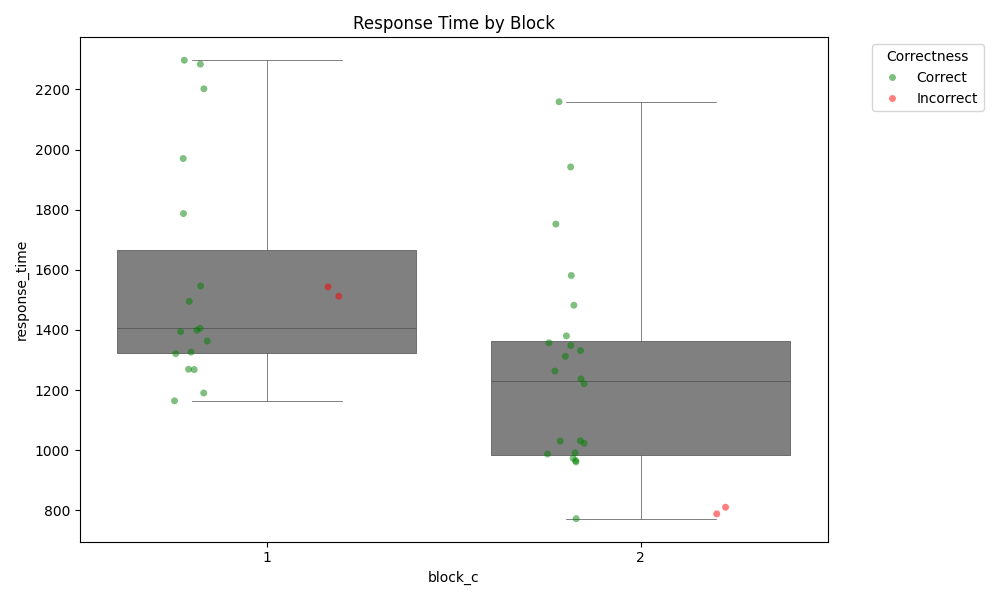 Response Time by Block
Correctness
Correct
Incorrect
response_time
2200
2000
1800
1600
1400
1200
1000
800
1
2
block_c